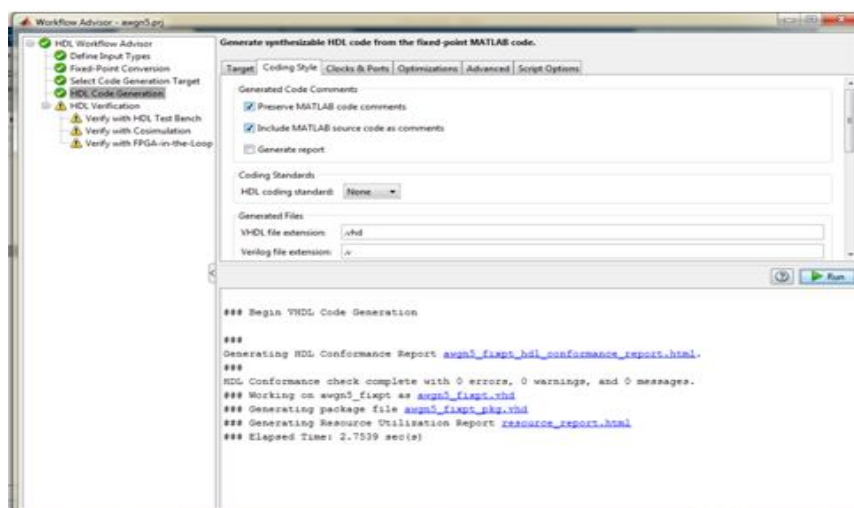 Workflow Advisor - awgn5.prj
HDL Workflow Advisor
Define Input Types
Fixed-Point Conversion
Select Code Generation Target
HDL Code Generation
HDL Verification
Verify with HDL Test Bench
Verify with Cosimulation
Verify with FPGA-in-the-Loop
Generate synthesizable HDL code from the fixed-point MATLAB code.
Target Coding Style Clocks & Ports Optimizations Advanced Script Options
Generated Code Comments
Preserve MATLAB code comments
Include MATLAB source code as comments
Generate report
Coding Standards
HDL coding standard: None
Generated Files
VHDL file extension: .vhd
Verilog file extension: .v
Run
### Begin VHDL Code Generation
###
Generating HDL Conformance Report awgn5_fixpt_hdl_conformance_report.html.
###
HDL Conformance check complete with 0 errors, 0 warnings, and 0 messages.
### Working on awgn5_fixpt as awgn5_fixpt.vhd
### Generating package file awgn5_fixpt_pkg.vhd
### Generating Resource Utilization Report resource_report.html
### Elapsed Time: 2.7539 sec(s)